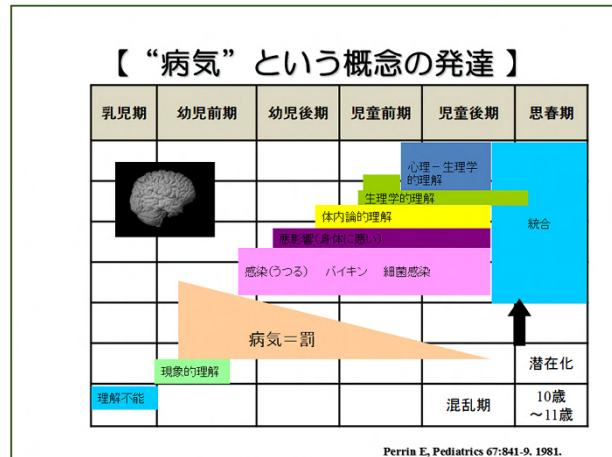 【 “病気” という概念の発達 】
乳児期 幼児前期 幼児後期 児童前期 児童後期 思春期
心理－生理学
的理解
生理学的理解
体内論的理解
統合
悪影響(身体に悪い)
感染(うつる) バイキン 細菌感染
病気＝罰
潜在化
現象的理解
理解不能
混乱期
10歳
～11歳
Perrin E, Pediatrics 67:841-9. 1981.